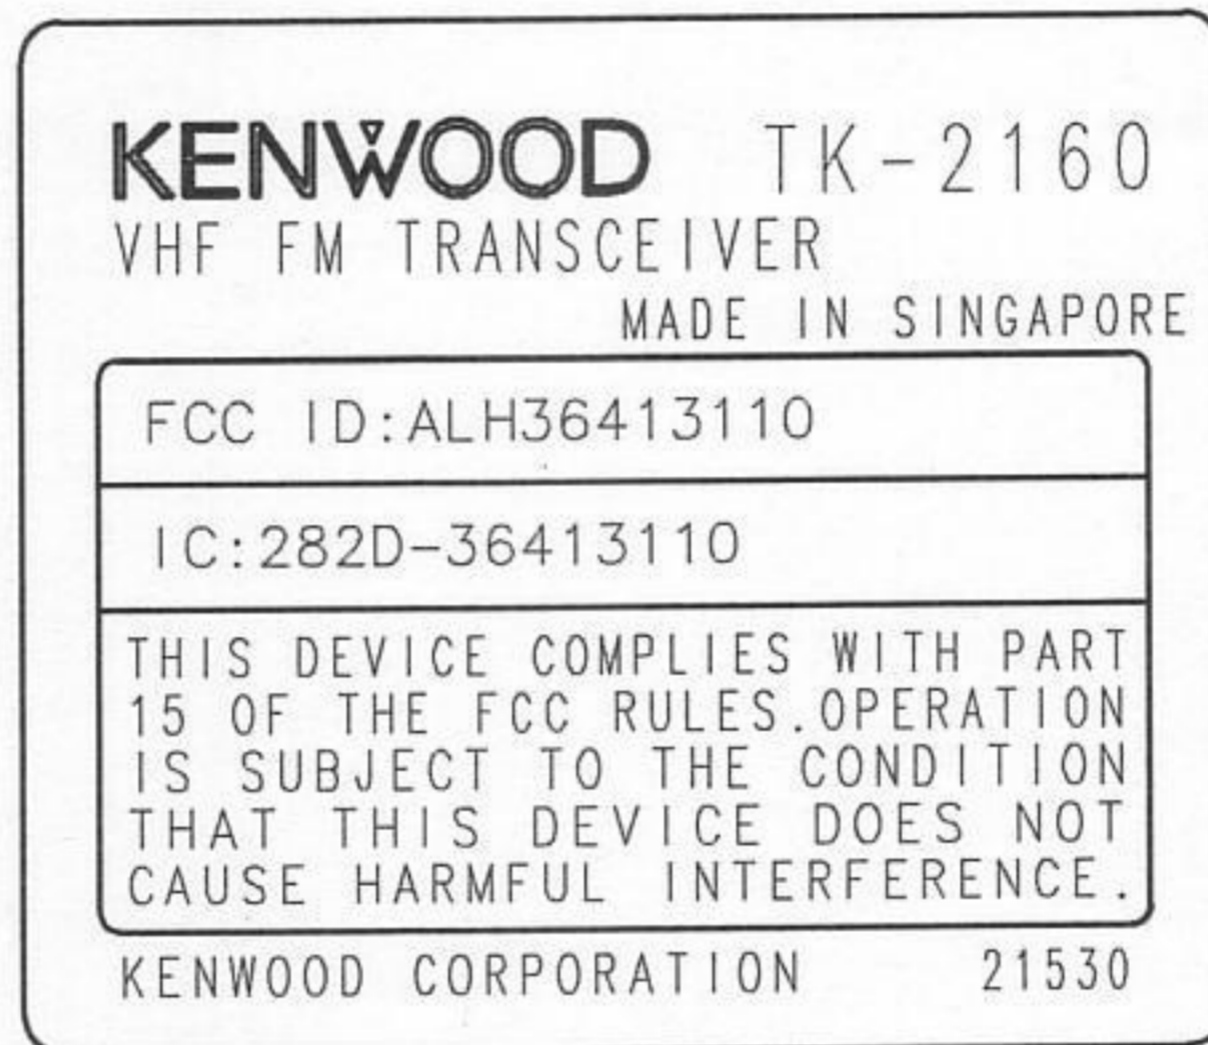 KENWOOD TK-2160
VHF FM TRANSCEIVER
MADE IN SINGAPORE
FCC ID:ALH36413110
IC:282D-36413110
THIS DEVICE COMPLIES WITH PART
15 OF THE FCC RULES.OPERATION
IS SUBJECT TO THE CONDITION
THAT THIS DEVICE DOES NOT
CAUSE HARMFUL INTERFERENCE.
KENWOOD CORPORATION 21530